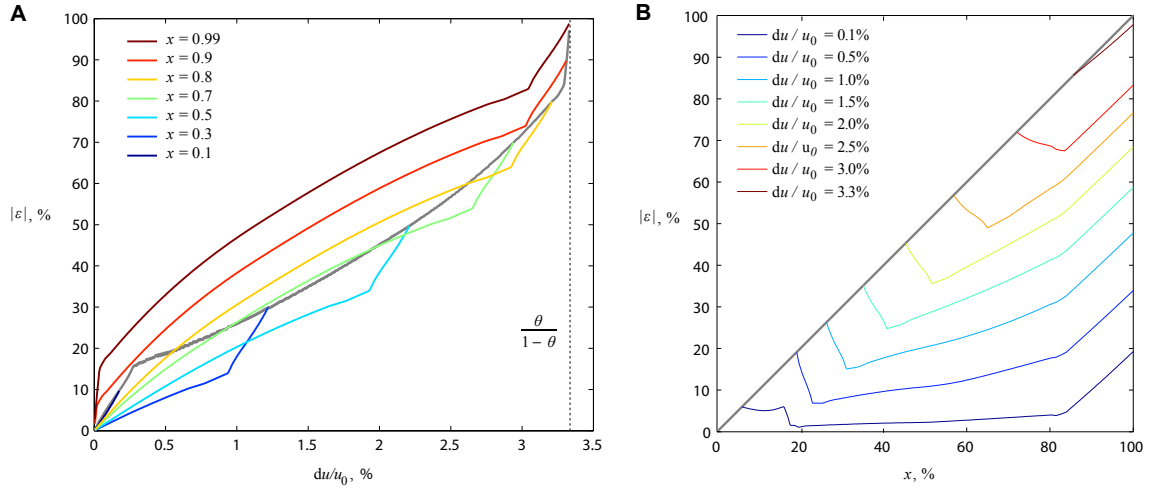 A
100
90
80
70
60
50
40
30
20
10
0
|ε|, %
x = 0.99
x = 0.9
x = 0.8
x = 0.7
x = 0.5
x = 0.3
x = 0.1
θ
1 − θ
0 0.5 1 1.5 2 2.5 3 3.5
du/u0, %
B
100
90
80
70
60
50
40
30
20
10
0
|ε|, %
du / u0 = 0.1%
du / u0 = 0.5%
du / u0 = 1.0%
du / u0 = 1.5%
du / u0 = 2.0%
du / u0 = 2.5%
du / u0 = 3.0%
du / u0 = 3.3%
0 20 40 60 80 100
x, %